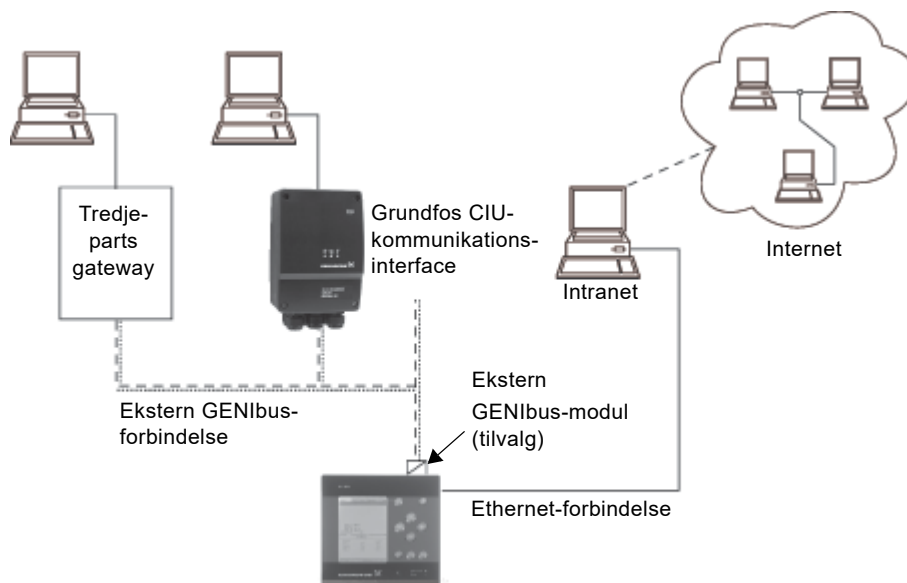 Tredje-
parts
gateway
Grundfos CIU-
kommunikations-
interface
Internet
Intranet
Ekstern GENIbus-
forbindelse
Ekstern
GENIbus-modul
(tilvalg)
Ethernet-forbindelse